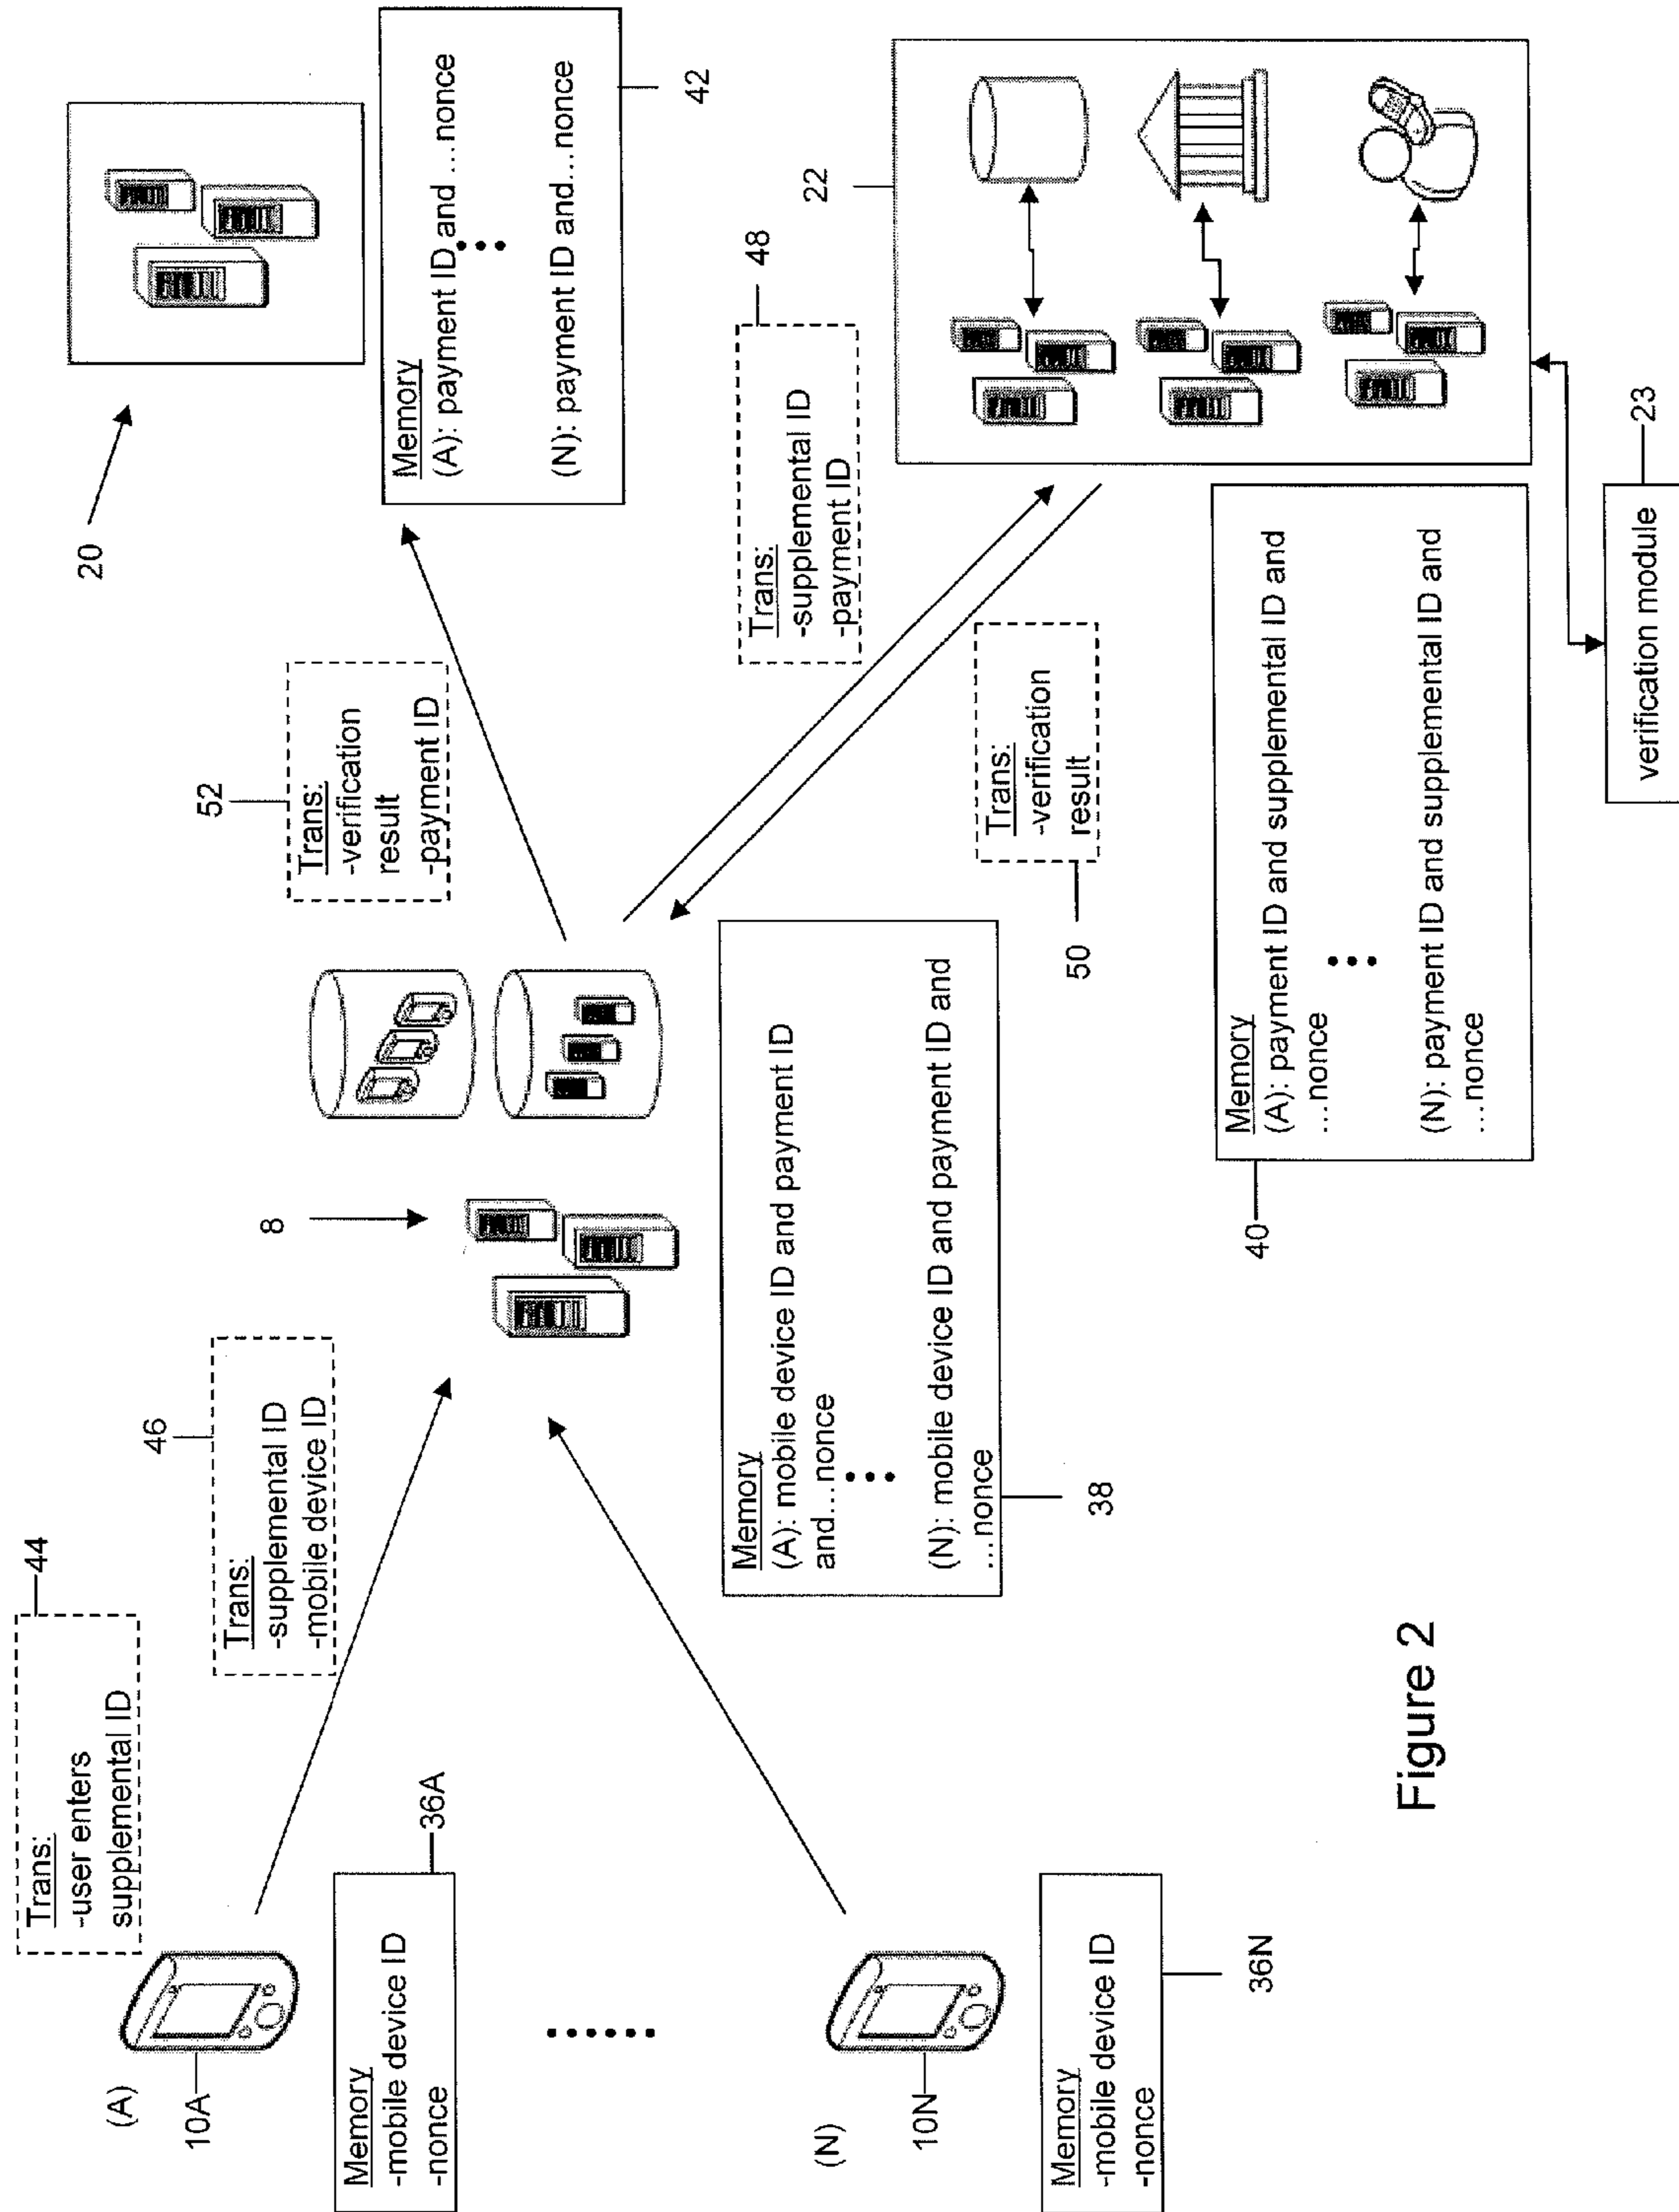 44
Trans:
-user enters
supplemental ID
(A)
10A
Memory
-mobile device ID
-nonce
36A
(N)
10N
Memory
-mobile device ID
-nonce
36N
46
Trans:
-supplemental ID
-mobile device ID
8
Memory
(A): mobile device ID and payment ID
and...nonce
(N): mobile device ID and payment ID and
...nonce
38
52
Trans:
-verification
result
-payment ID
20
Memory
(A): payment ID and ...nonce
(N): payment ID and...nonce
42
48
Trans:
-supplemental ID
-payment ID
50
Trans:
-verification
result
22
40
Memory
(A): payment ID and supplemental ID and
...nonce
(N): payment ID and supplemental ID and
...nonce
verification module
23
Figure 2